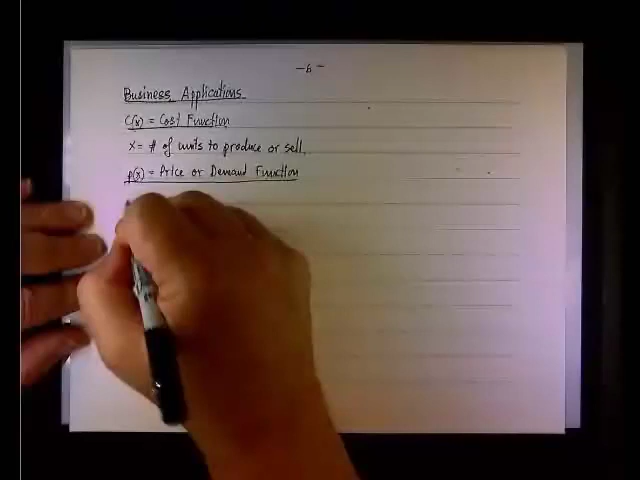 -6-
Business Applications
C(x) = Cost Function
x = # of units to produce or sell.
p(x) = Price or Demand Function